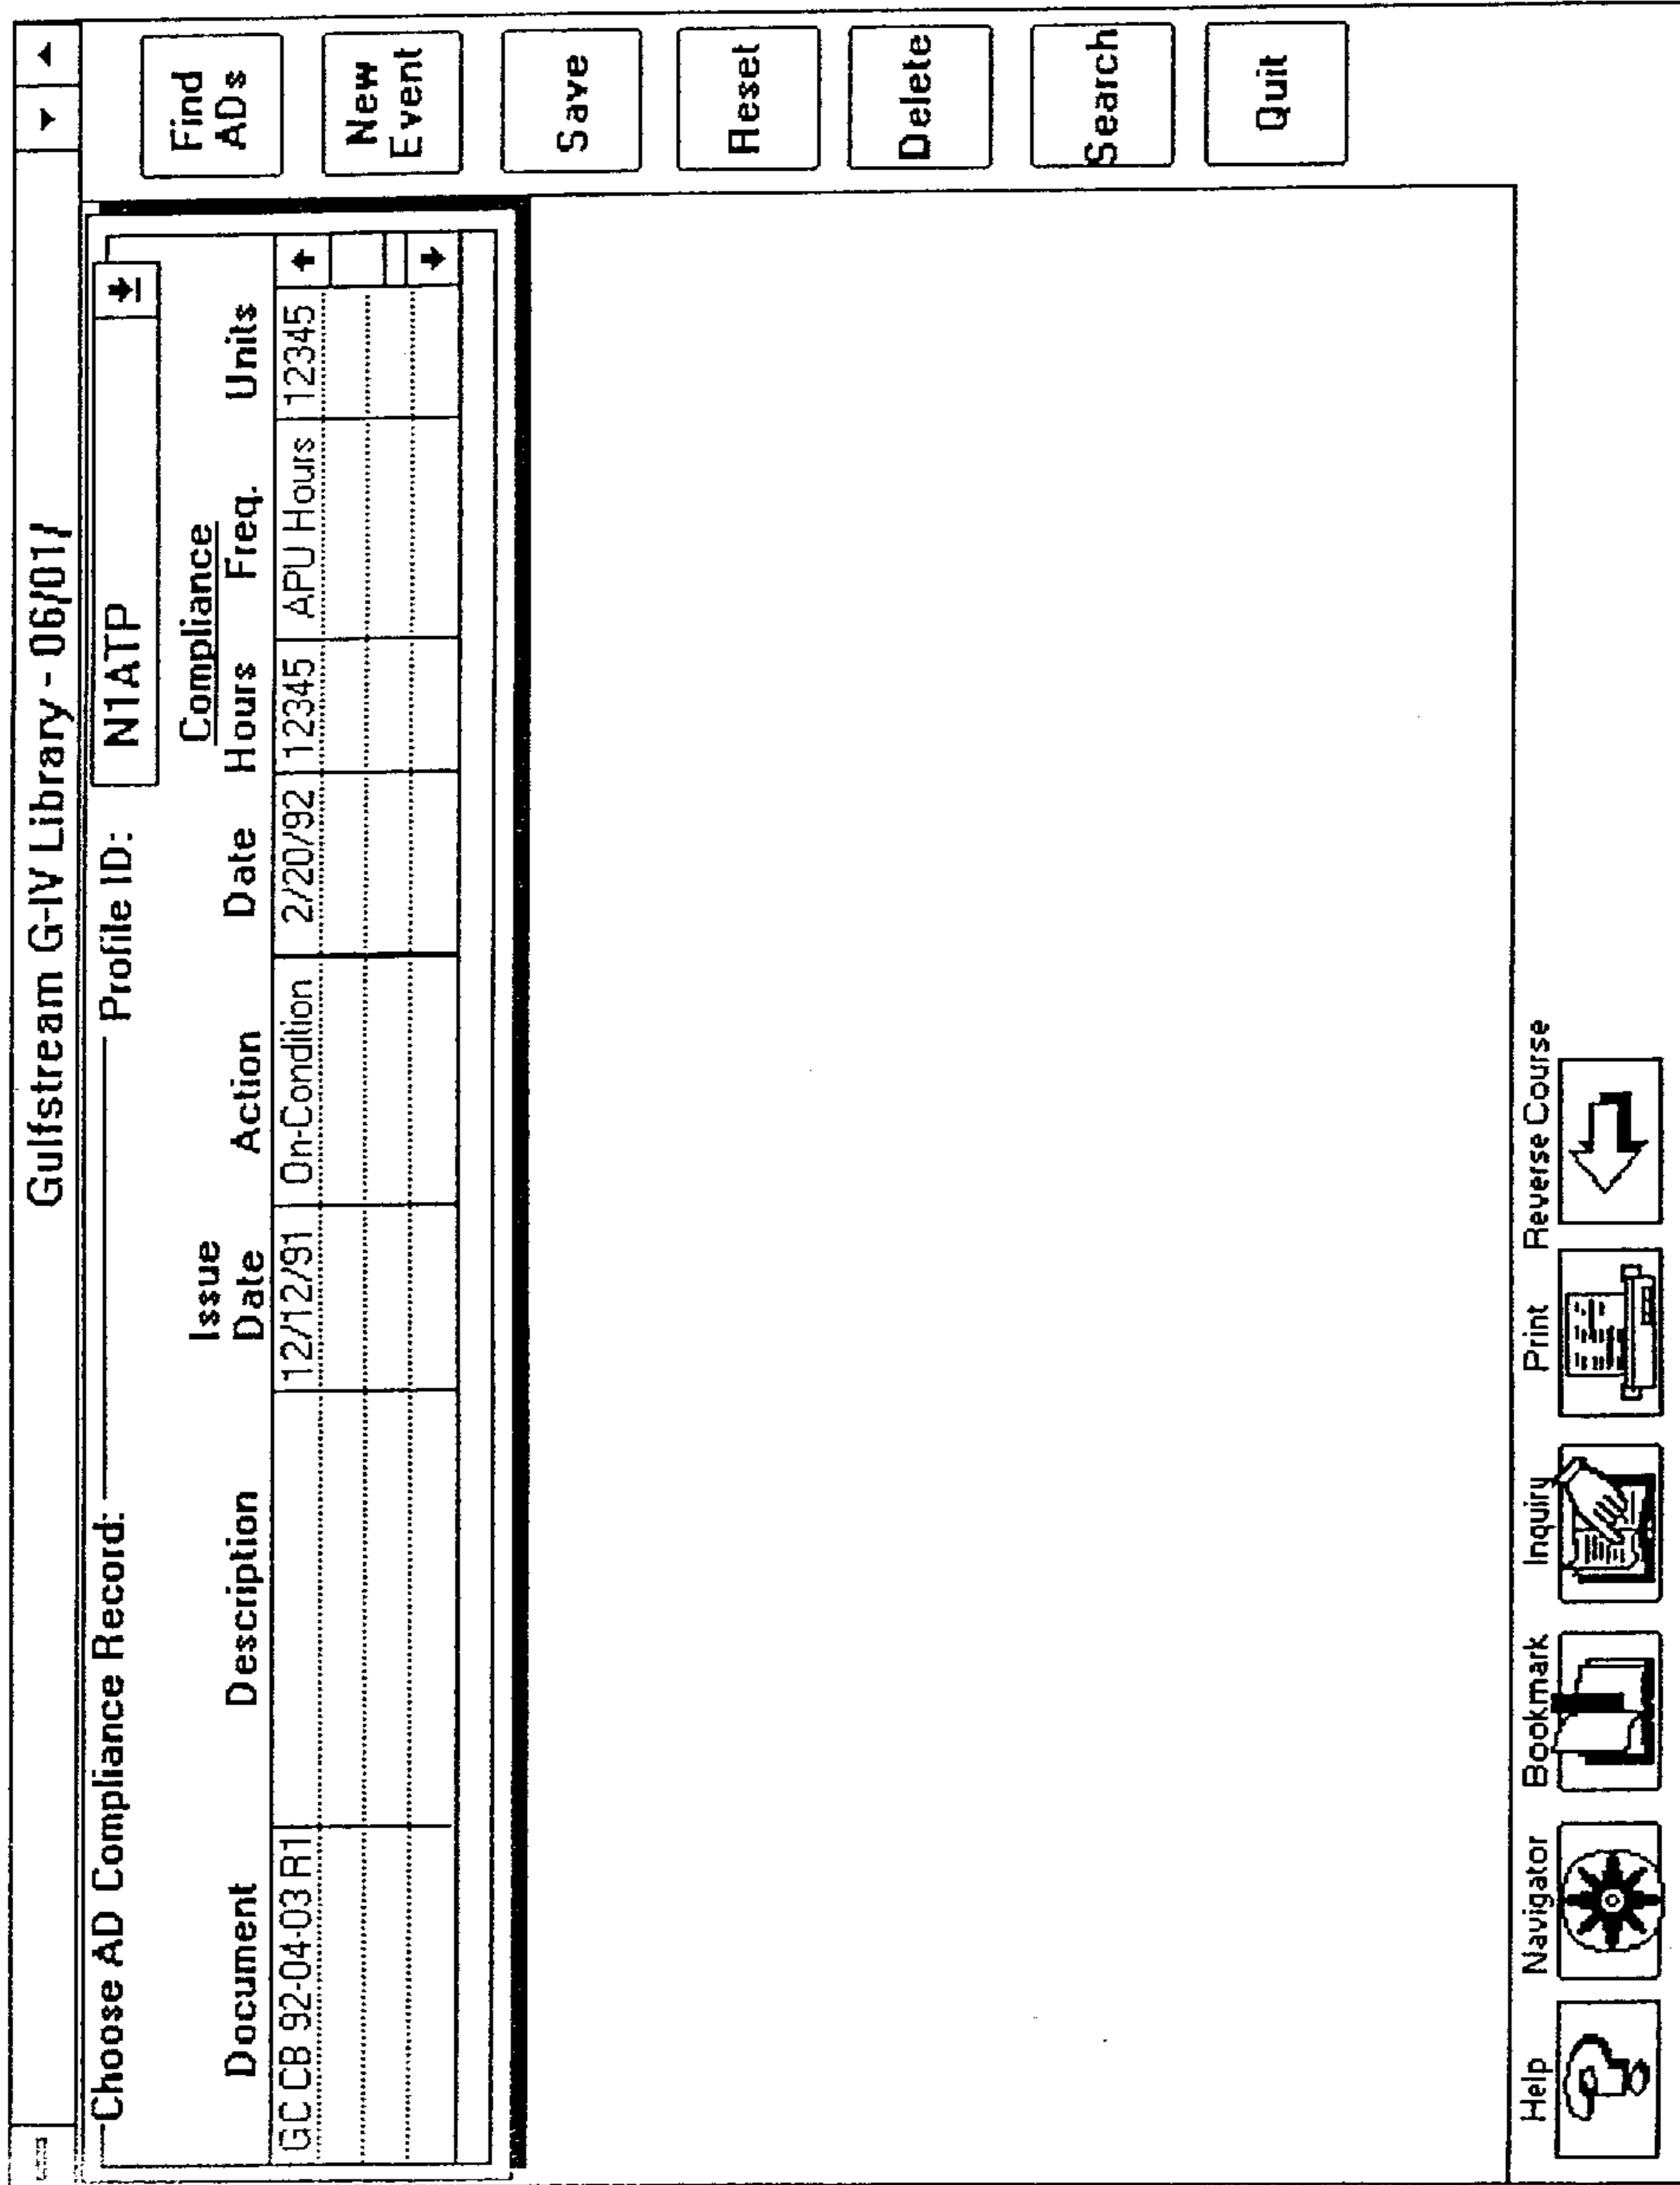 Gulfstream G-IV Library - 06/01/
Choose AD Compliance Record:
Profile ID: N1ATP
Compliance
Issue
Document Description Date Action Date Hours Freq. Units
GC CB 92-04-03 R1 12/12/91 On-Condition 2/20/92 12345 APU Hours 12345
Find
ADs
New
Event
Save
Reset
Delete
Search
Quit
Help Navigator Bookmark Inquiry Print Reverse Course